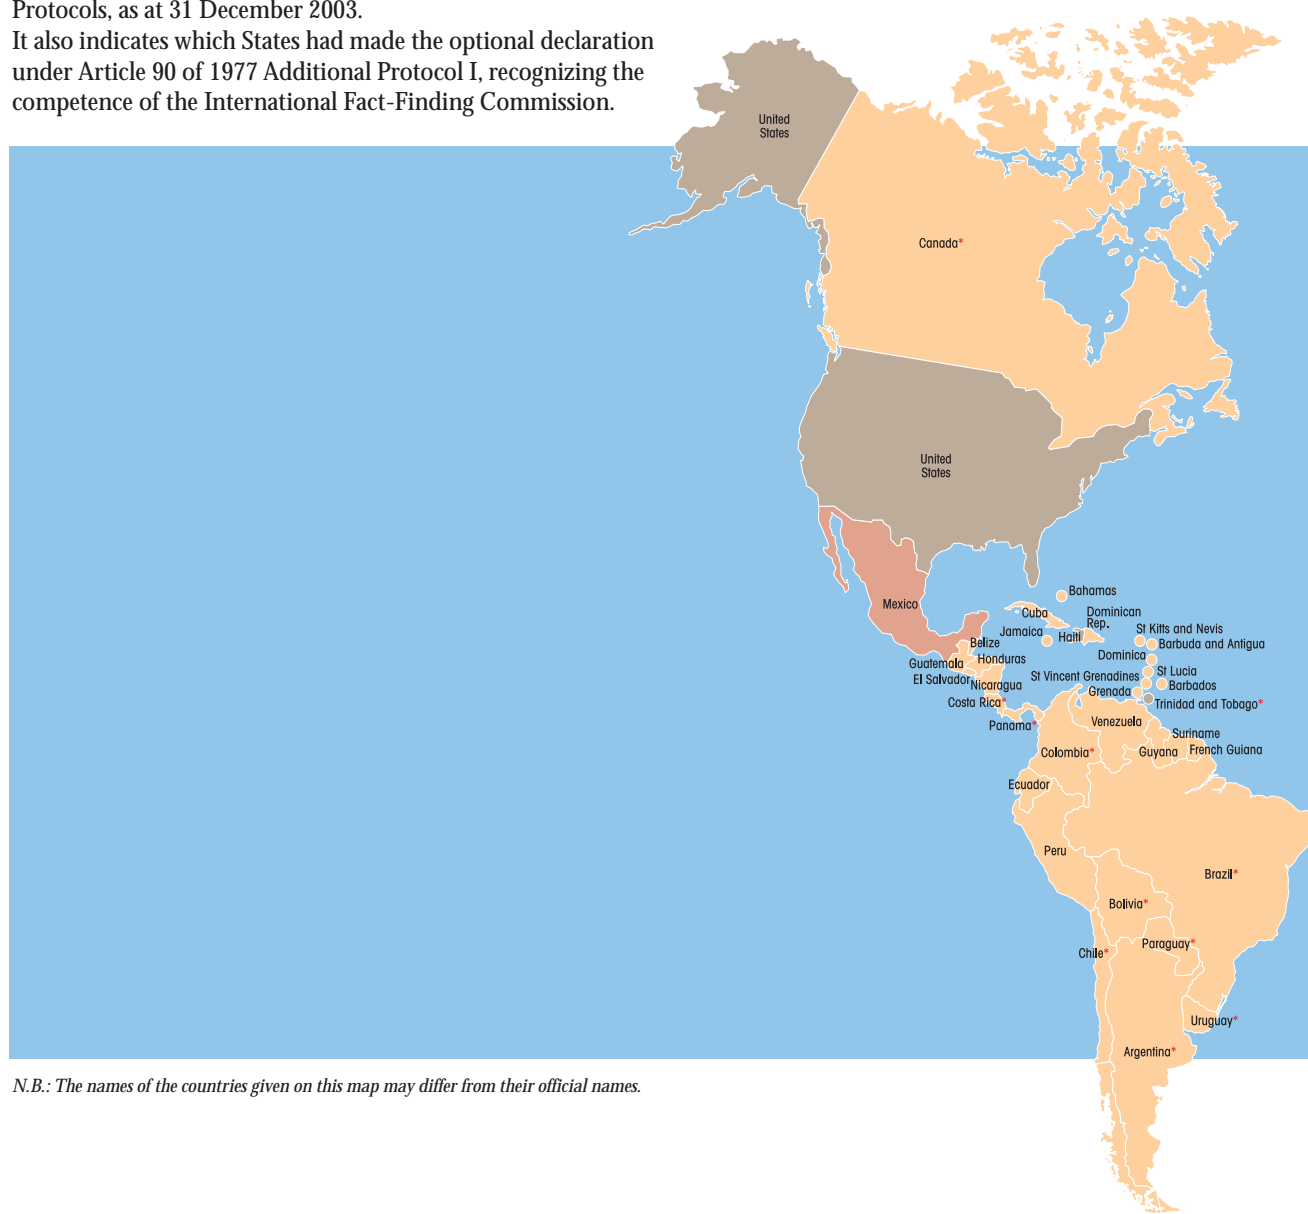 Protocols, as at 31 December 2003.
It also indicates which States had made the optional declaration
under Article 90 of 1977 Additional Protocol I, recognizing the
competence of the International Fact-Finding Commission.
United
States
Canada*
United
States
Mexico
Bahamas
Cuba
Dominican
Rep.
Jamaica
Haiti
St Kitts and Nevis
Barbuda and Antigua
Belize
Dominica
Guatemala
Honduras
St Lucia
El Salvador
Nicaragua
St Vincent Grenadines
Barbados
Grenada
Costa Rica*
Trinidad and Tobago*
Panama*
Venezuela
Suriname
Colombia*
Guyana
French Guiana
Ecuador
Peru
Brazil*
Bolivia*
Paraguay*
Chile*
Uruguay*
Argentina*
N.B.: The names of the countries given on this map may differ from their official names.